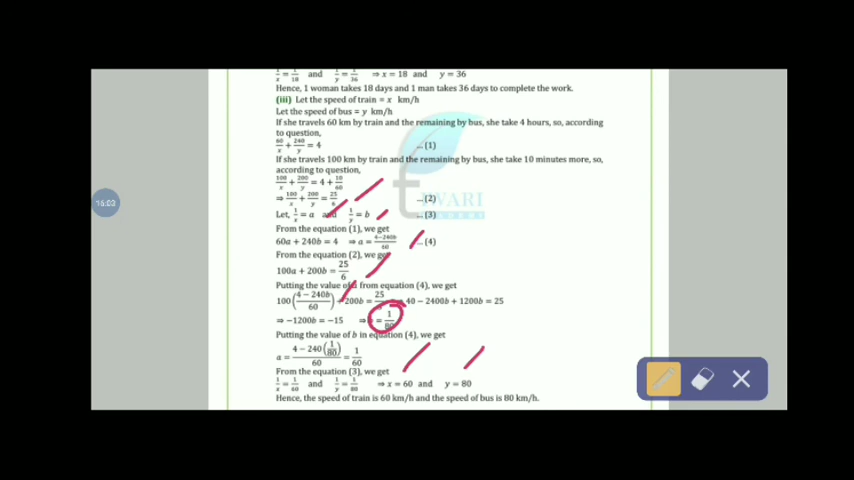 1/x = 1/18 and 1/y = 1/36 ⇒ x = 18 and y = 36
Hence, 1 woman takes 18 days and 1 man takes 36 days to complete the work.
(iii) Let the speed of train = x km/h
Let the speed of bus = y km/h
If she travels 60 km by train and the remaining by bus, she take 4 hours, so, according
to question,
60/x + 240/y = 4 ... (1)
If she travels 100 km by train and the remaining by bus, she take 10 minutes more, so,
according to question,
100/x + 200/y = 4 + 10/60
⇒ 100/x + 200/y = 25/6 ... (2)
Let, 1/x = a and 1/y = b ... (3)
From the equation (1), we get
60a + 240b = 4 ⇒ a = (4−240b)/60 ... (4)
From the equation (2), we get
100a + 200b = 25/6
Putting the value of a from equation (4), we get
100((4 − 240b)/60) + 200b = 25 40 − 2400b + 1200b = 25
⇒ −1200b = −15 ⇒ = 1/80
Putting the value of b in equation (4), we get
a = (4 − 240(1/80))/60 = 1/60
From the equation (3), we get
1/x = 1/60 and 1/y = 1/80 ⇒ x = 60 and y = 80
Hence, the speed of train is 60 km/h and the speed of bus is 80 km/h.
16:03